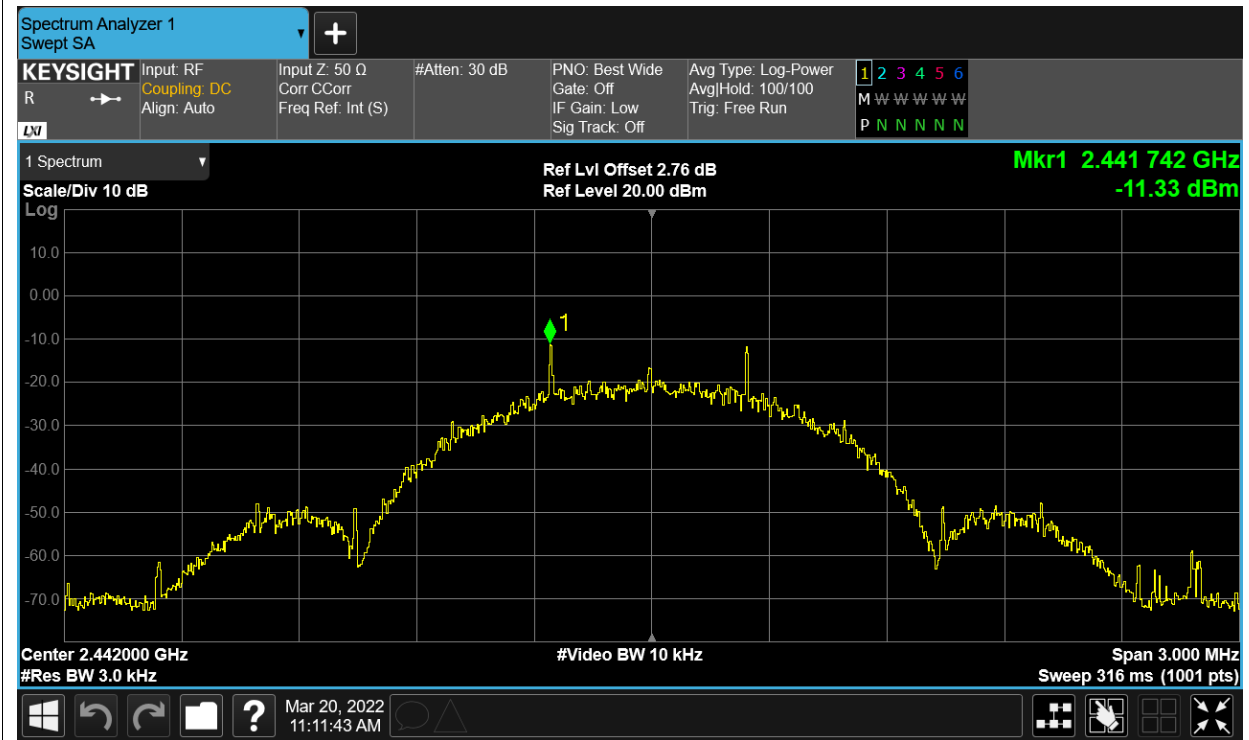 Spectrum Analyzer 1
Swept SA
+
KEYSIGHT
R
LXI
Input: RF
Coupling: DC
Align: Auto
Input Z: 50 Ω
Corr CCorr
Freq Ref: Int (S)
#Atten: 30 dB
PNO: Best Wide
Gate: Off
IF Gain: Low
Sig Track: Off
Avg Type: Log-Power
Avg|Hold: 100/100
Trig: Free Run
1 2 3 4 5 6
M W W W W W
P N N N N N
1 Spectrum
Scale/Div 10 dB
Log
Ref Lvl Offset 2.76 dB
Ref Level 20.00 dBm
Mkr1 2.441 742 GHz
-11.33 dBm
10.0
0.00
-10.0
-20.0
-30.0
-40.0
-50.0
-60.0
-70.0
1
Center 2.442000 GHz
#Res BW 3.0 kHz
#Video BW 10 kHz
Span 3.000 MHz
Sweep 316 ms (1001 pts)
?
Mar 20, 2022
11:11:43 AM